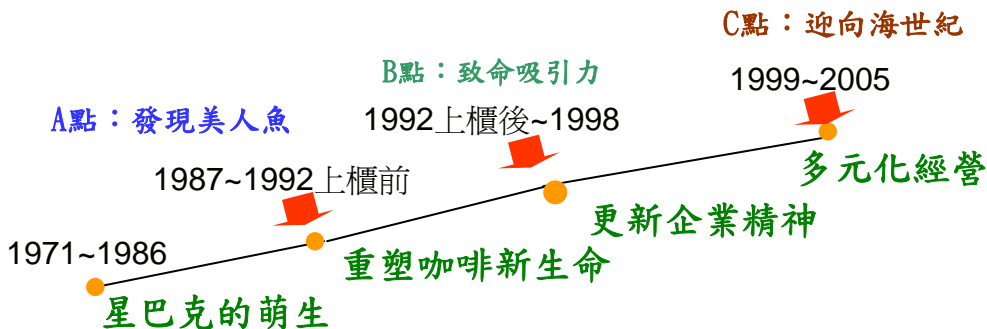 C點：迎向海世紀
B點：致命吸引力
1999~2005
A點：發現美人魚
1992上櫃後~1998
多元化經營
1987~1992上櫃前
更新企業精神
1971~1986
重塑咖啡新生命
星巴克的萌生